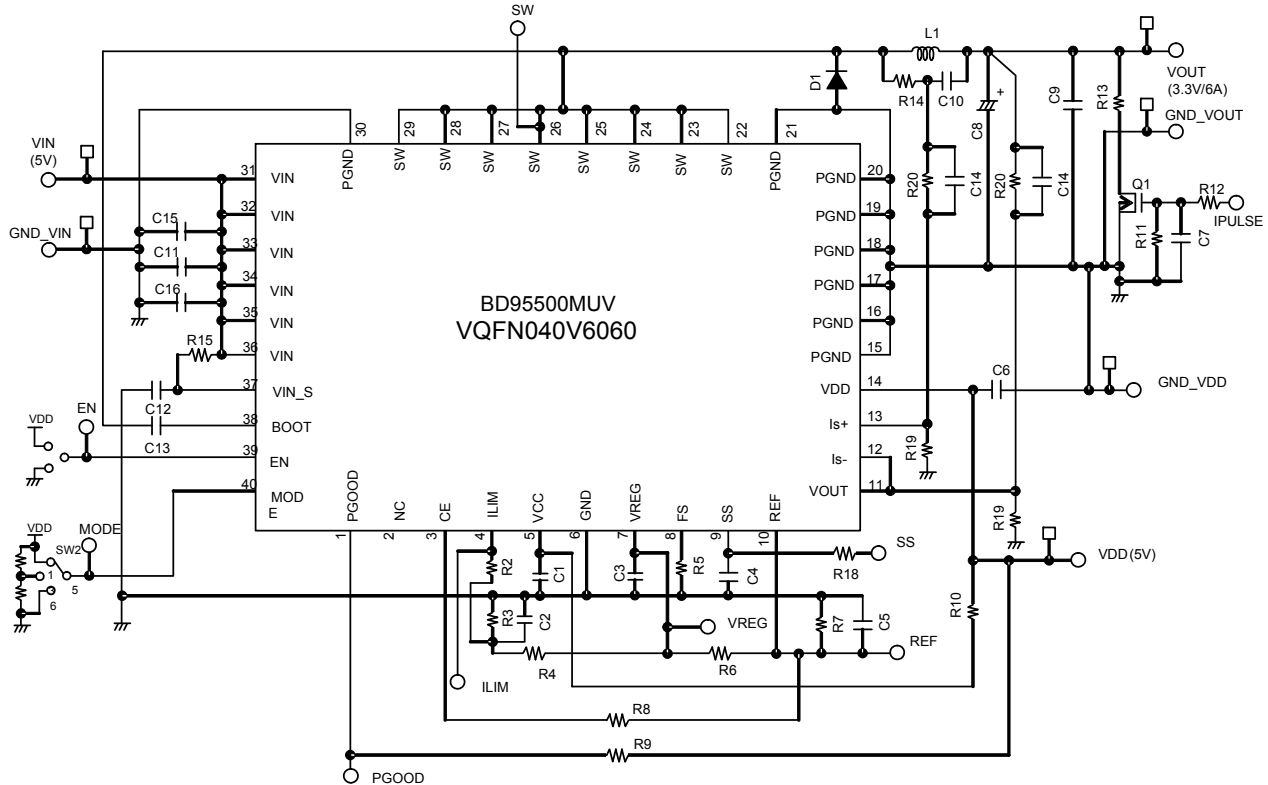 SW
L1
VOUT
(3.3V/6A)
D1
R14
C10
C8
+
C9
R13
GND_VOUT
VIN
(5V)
GND_VIN
30
29
28
27
26
25
24
23
22
21
PGND
SW
SW
SW
SW
SW
SW
SW
SW
PGND
31
VIN
32
VIN
33
VIN
34
VIN
35
VIN
36
VIN
37
VIN_S
38
BOOT
39
EN
40
MOD
E
C15
C11
C16
R15
C12
C13
VDD
EN
VDD
SW2
MODE
1
5
6
BD95500MUV
VQFN040V6060
PGND
20
PGND
19
PGND
18
PGND
17
PGND
16
PGND
15
VDD
14
Is+
13
Is-
12
VOUT
11
R20
C14
R20
C14
Q1
R12
IPULSE
R11
C7
C6
GND_VDD
R19
R19
PGOOD
NC
CE
ILIM
VCC
GND
VREG
FS
SS
REF
1
2
3
4
5
6
7
8
9
10
R2
C1
C3
R5
C4
R18
SS
VDD(5V)
R10
R3
C2
VREG
R7
C5
REF
R4
R6
ILIM
R8
R9
PGOOD